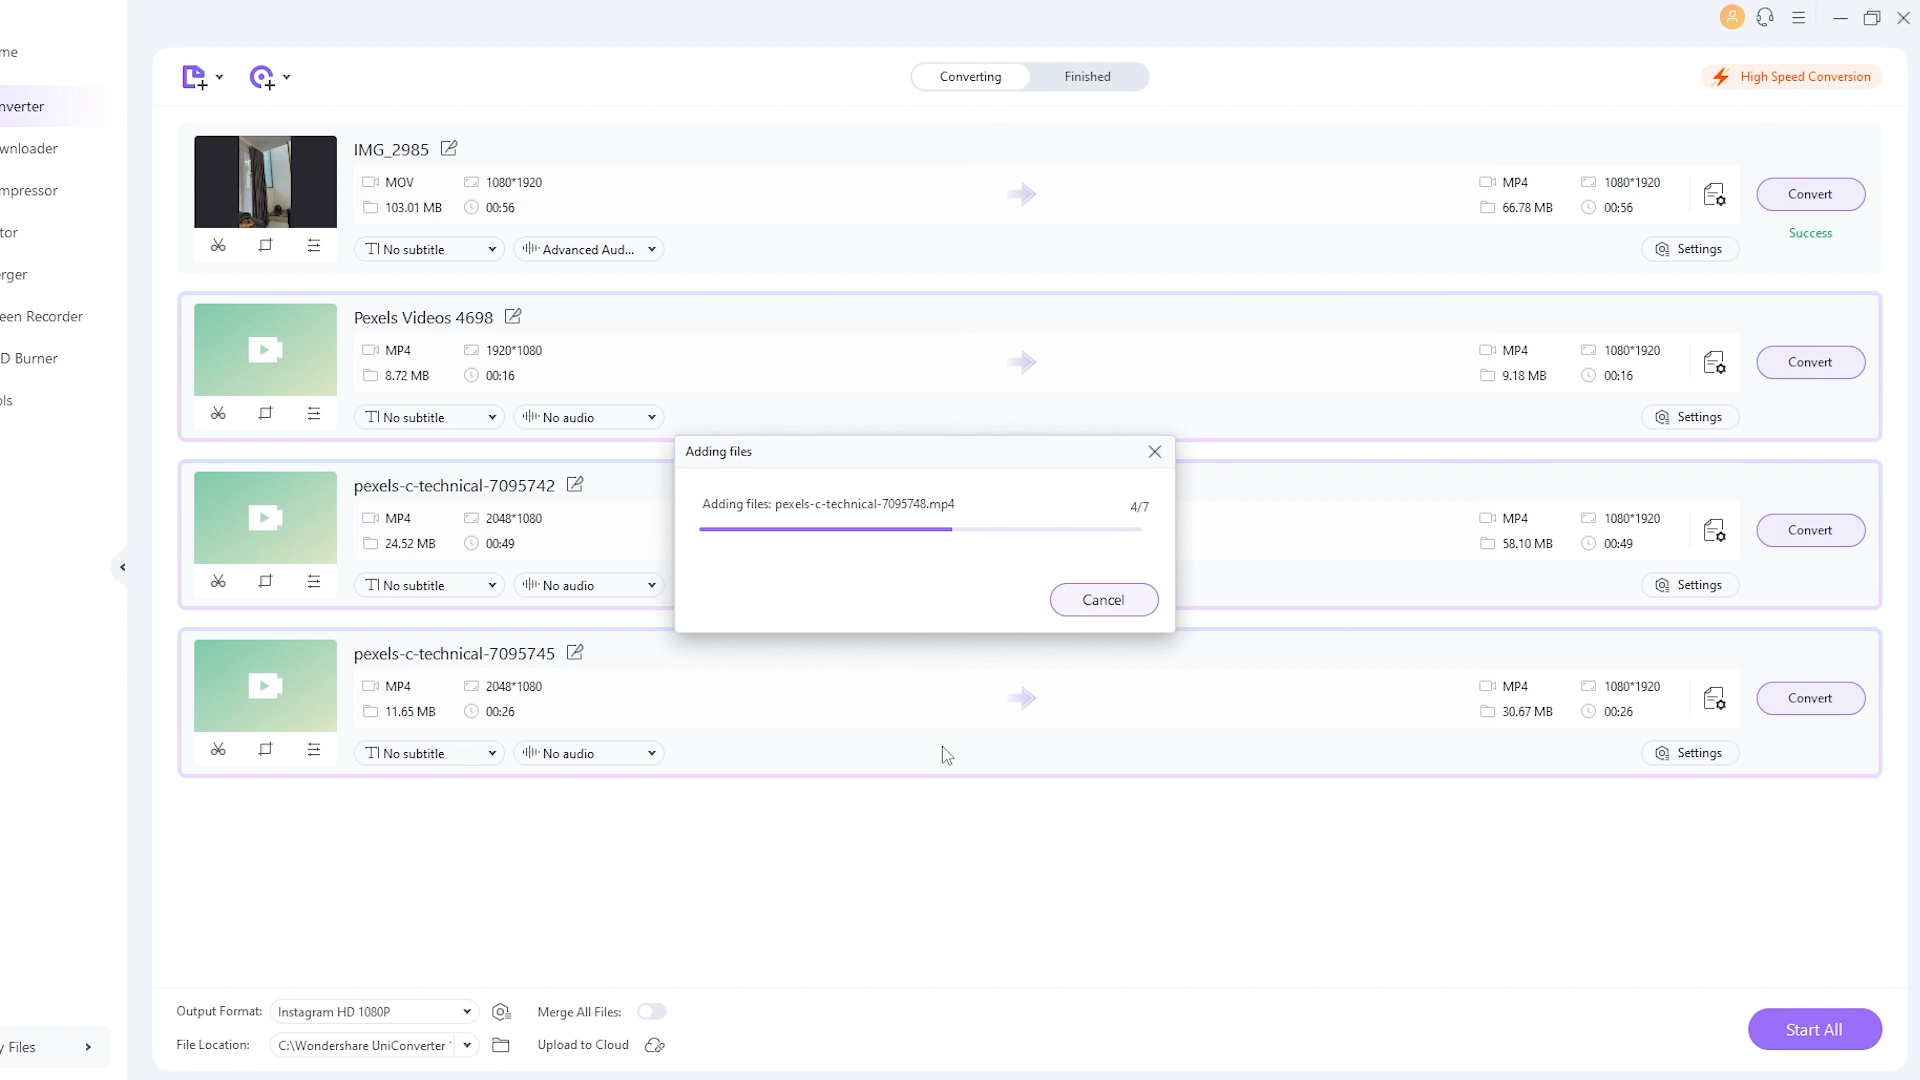 me
nverter
wnloader
mpressor
tor
erger
een Recorder
D Burner
ols
y Files
Converting
Finished
High Speed Conversion
IMG_2985
MOV
1080*1920
103.01 MB
00:56
MP4
1080*1920
66.78 MB
00:56
Convert
Success
No subtitle
Advanced Aud...
Settings
Pexels Videos 4698
MP4
1920*1080
8.72 MB
00:16
MP4
1080*1920
9.18 MB
00:16
Convert
No subtitle
No audio
Settings
pexels-c-technical-7095742
MP4
2048*1080
24.52 MB
00:49
MP4
1080*1920
58.10 MB
00:49
Convert
No subtitle
No audio
Settings
Adding files
Adding files: pexels-c-technical-7095748.mp4
4/7
Cancel
pexels-c-technical-7095745
MP4
2048*1080
11.65 MB
00:26
MP4
1080*1920
30.67 MB
00:26
Convert
No subtitle
No audio
Settings
Output Format:
Instagram HD 1080P
Merge All Files:
File Location:
C:\Wondershare UniConverter
Upload to Cloud
Start All